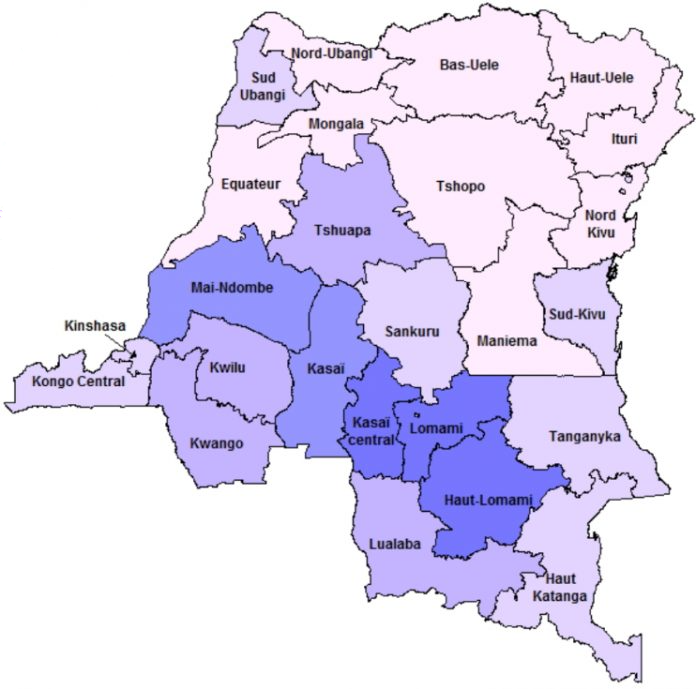 Nord-Ubangi
Bas-Uele
Haut-Uele
Sud
Ubangi
Mongala
Ituri
Equateur
Tshopo
Nord
Kivu
Tshuapa
Mai-Ndombe
Sud-Kivu
Kinshasa
Sankuru
Maniema
Kongo Central
Kwilu
Kasaï
Kasaï
central
Lomami
Tanganyka
Kwango
Haut-Lomami
Lualaba
Haut
Katanga